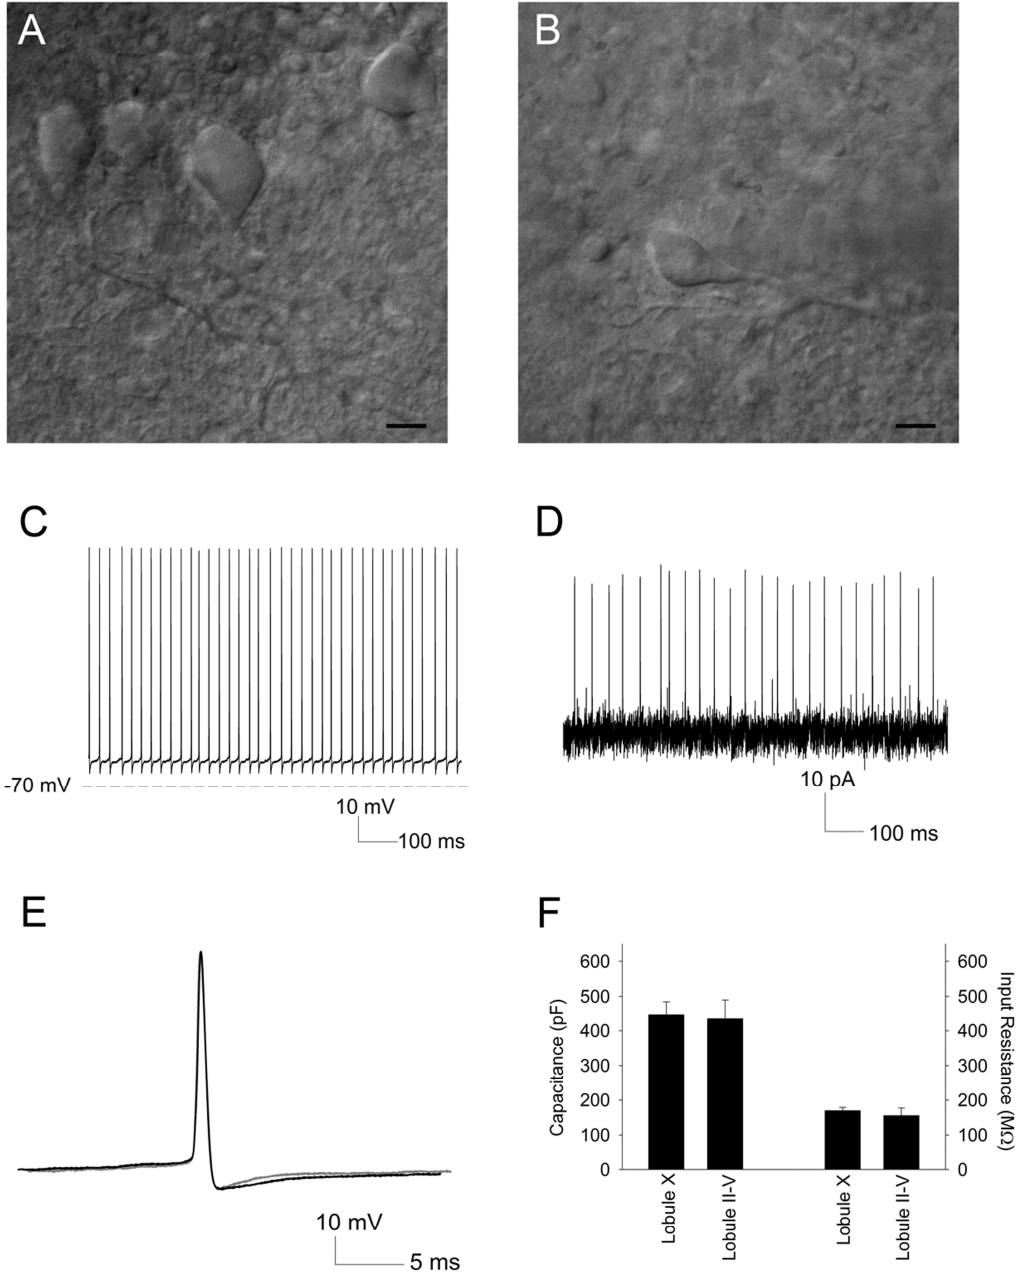 A
B
C
D
-70 mV
10 mV
100 ms
10 pA
100 ms
E
F
10 mV
5 ms
600
500
400
300
200
100
0
Capacitance (pF)
600
500
400
300
200
100
0
Input Resistance (MΩ)
Lobule X
Lobule II-V
Lobule X
Lobule II-V